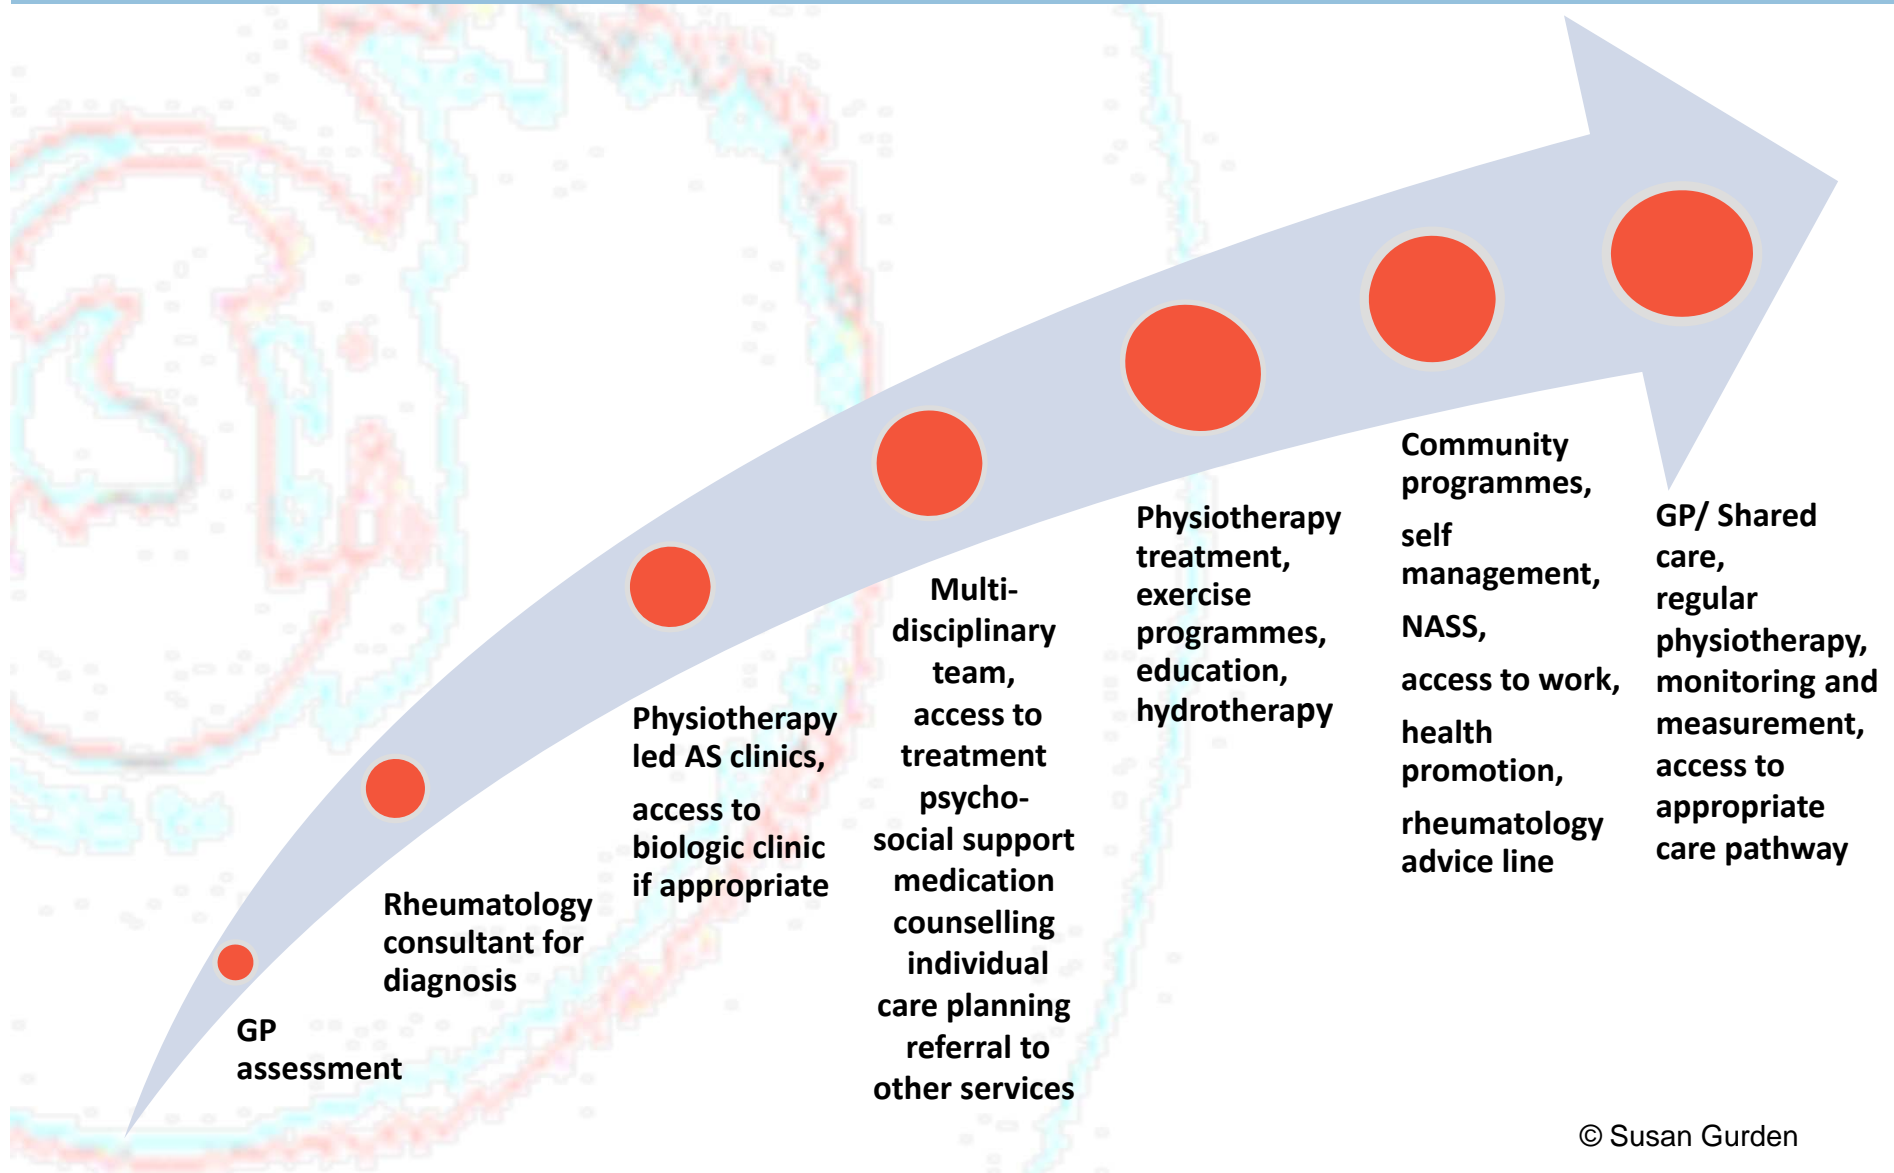 GP
assessment
Rheumatology
consultant for
diagnosis
Physiotherapy
led AS clinics,
access to
biologic clinic
if appropriate
Multi-
disciplinary
team,
access to
treatment
psycho-
social support
medication
counselling
individual
care planning
referral to
other services
Physiotherapy
treatment,
exercise
programmes,
education,
hydrotherapy
Community
programmes,
self
management,
NASS,
access to work,
health
promotion,
rheumatology
advice line
GP/ Shared
care,
regular
physiotherapy,
monitoring and
measurement,
access to
appropriate
care pathway
© Susan Gurden